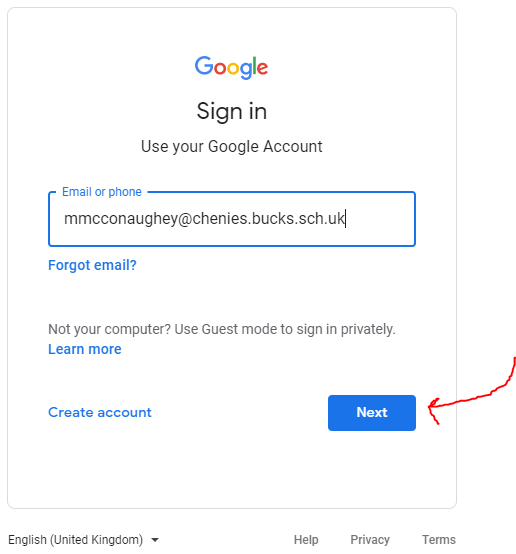 Google
Sign in
Use your Google Account
Email or phone
mmcconaughey@chenies.bucks.sch.uk
Forgot email?
Not your computer? Use Guest mode to sign in privately.
Learn more
Create account
Next
English (United Kingdom)
Help
Privacy
Terms